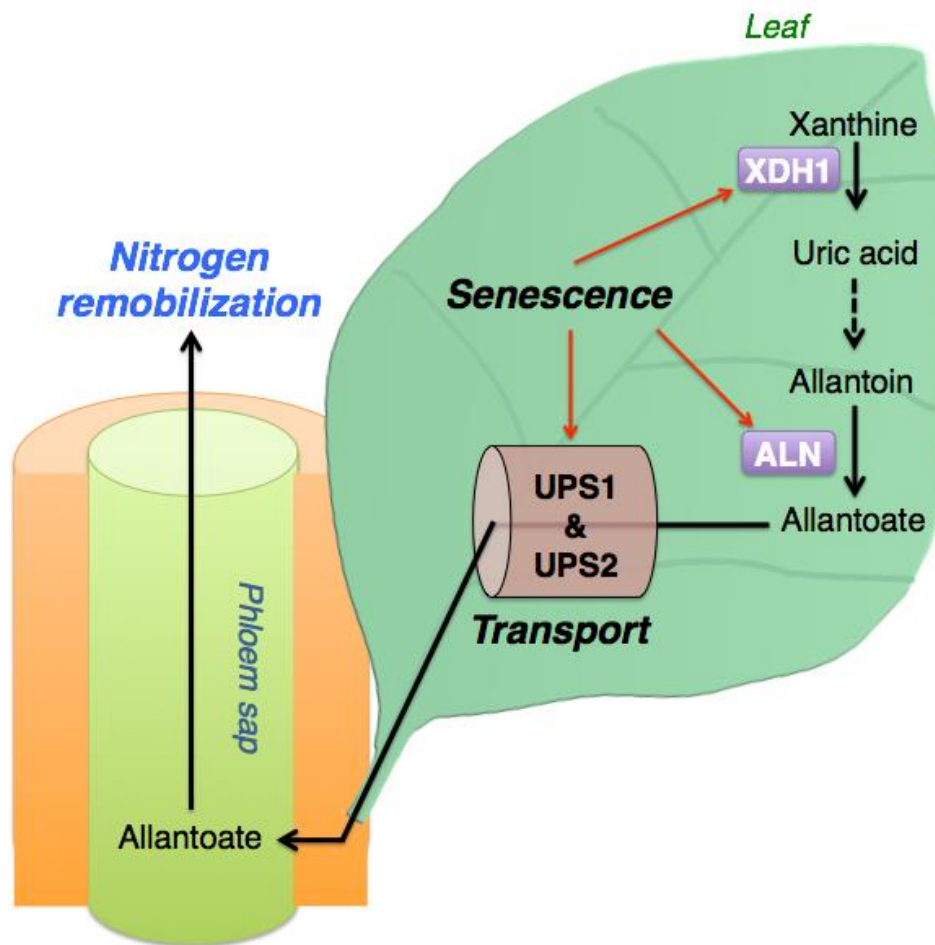 Leaf
Xanthine
XDH1
Uric acid
Nitrogen
remobilization
Senescence
Allantoin
ALN
UPS1
&
UPS2
Allantoate
Transport
Phloem sap
Allantoate